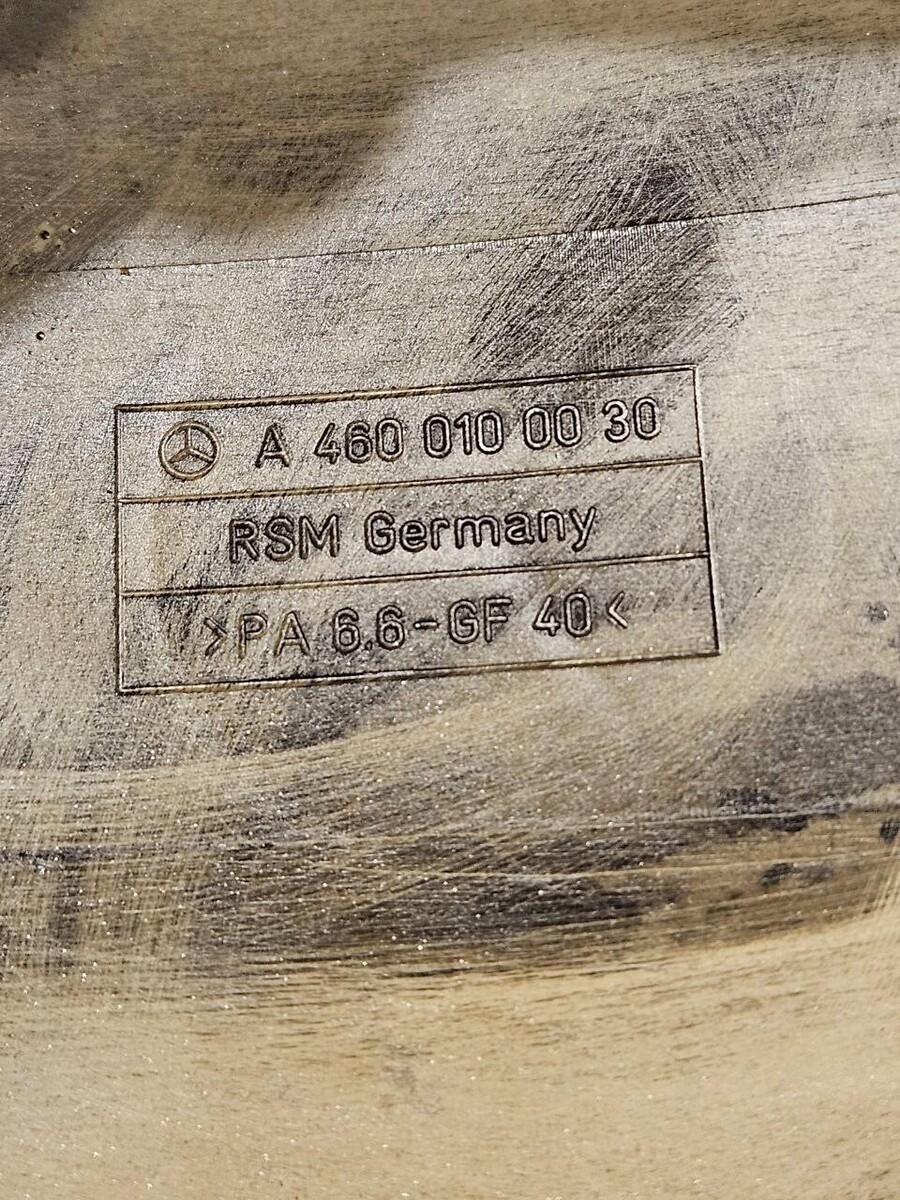 A 460 010 00 30
RSM Germany
>PA 6.6-GF 40<